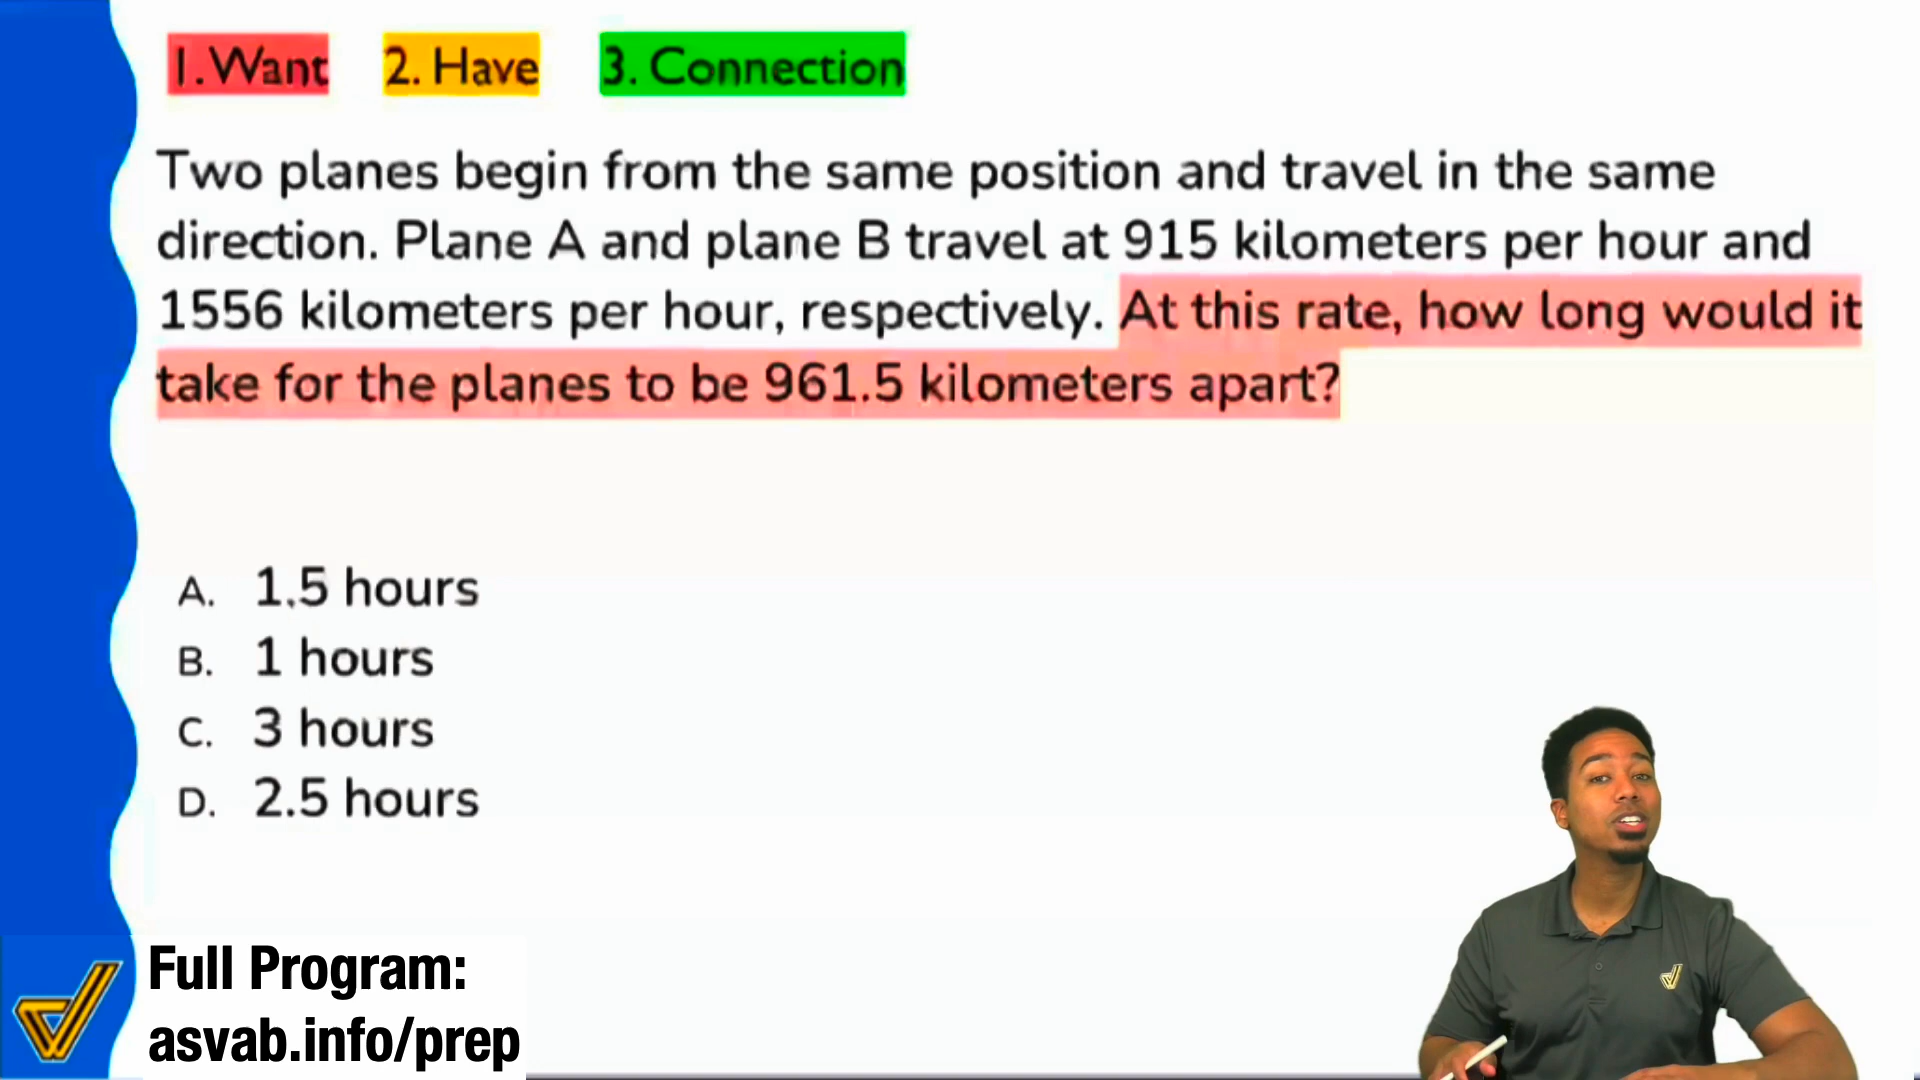 1. Want 2. Have 3. Connection
Two planes begin from the same position and travel in the same
direction. Plane A and plane B travel at 915 kilometers per hour and
1556 kilometers per hour, respectively. At this rate, how long would it
take for the planes to be 961.5 kilometers apart?
A. 1.5 hours
B. 1 hours
C. 3 hours
D. 2.5 hours
Full Program:
asvab.info/prep